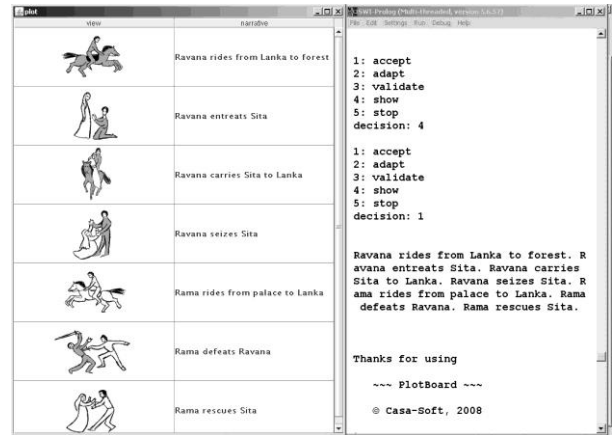 plot
view narrative
Ravana rides from Lanka to forest
Ravana entreats Sita
Ravana carries Sita to Lanka
Ravana seizes Sita
Rama rides from palace to Lanka
Rama defeats Ravana
Rama rescues Sita
SWI-Prolog (Multi-threaded, version 5.6.57)
File Edit Settings Run Debug Help
1: accept
2: adapt
3: validate
4: show
5: stop
decision: 4
1: accept
2: adapt
3: validate
4: show
5: stop
decision: 1
Ravana rides from Lanka to forest. R
avana entreats Sita. Ravana carries
Sita to Lanka. Ravana seizes Sita. R
ama rides from palace to Lanka. Rama
defeats Ravana. Rama rescues Sita.
Thanks for using
~~~ PlotBoard ~~~
© Casa-Soft, 2008